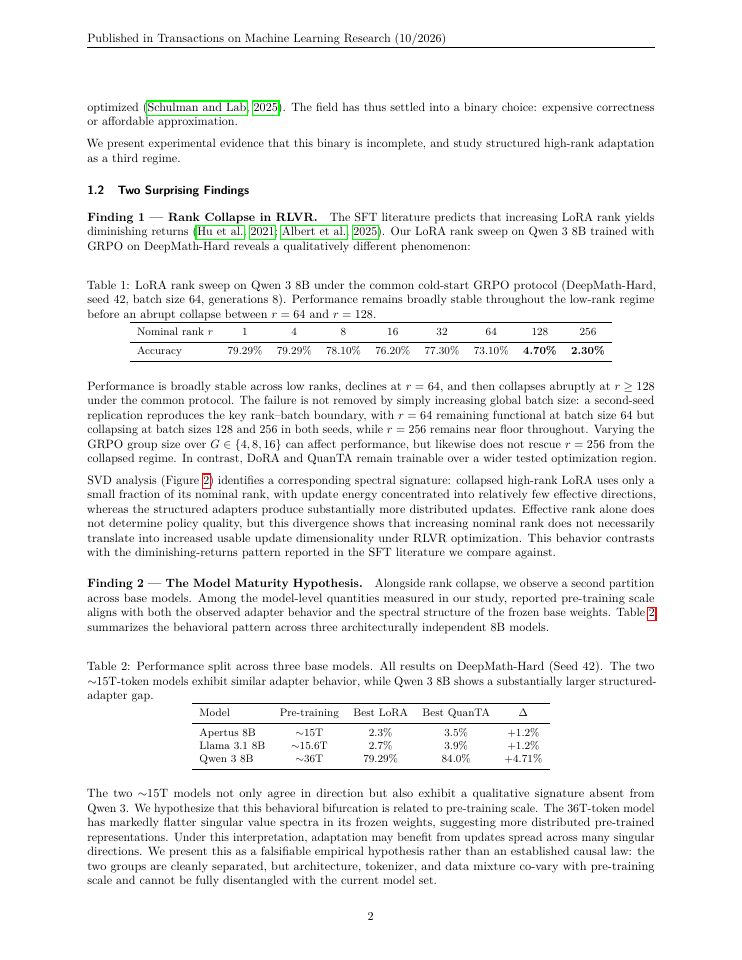 Published in Transactions on Machine Learning Research (10/2026)
optimized (Schulman and Lab, 2025). The field has thus settled into a binary choice: expensive correctness
or affordable approximation.
We present experimental evidence that this binary is incomplete, and study structured high-rank adaptation
as a third regime.
1.2 Two Surprising Findings
Finding 1 — Rank Collapse in RLVR. The SFT literature predicts that increasing LoRA rank yields
diminishing returns (Hu et al., 2021; Albert et al., 2025). Our LoRA rank sweep on Qwen 3 8B trained with
GRPO on DeepMath-Hard reveals a qualitatively different phenomenon:
Table 1: LoRA rank sweep on Qwen 3 8B under the common cold-start GRPO protocol (DeepMath-Hard,
seed 42, batch size 64, generations 8). Performance remains broadly stable throughout the low-rank regime
before an abrupt collapse between r = 64 and r = 128.
Nominal rank r 1 4 8 16 32 64 128 256
Accuracy 79.29% 79.29% 78.10% 76.20% 77.30% 73.10% 4.70% 2.30%
Performance is broadly stable across low ranks, declines at r = 64, and then collapses abruptly at r ≥ 128
under the common protocol. The failure is not removed by simply increasing global batch size: a second-seed
replication reproduces the key rank–batch boundary, with r = 64 remaining functional at batch size 64 but
collapsing at batch sizes 128 and 256 in both seeds, while r = 256 remains near floor throughout. Varying the
GRPO group size over G ∈ {4, 8, 16} can affect performance, but likewise does not rescue r = 256 from the
collapsed regime. In contrast, DoRA and QuanTA remain trainable over a wider tested optimization region.
SVD analysis (Figure 2) identifies a corresponding spectral signature: collapsed high-rank LoRA uses only a
small fraction of its nominal rank, with update energy concentrated into relatively few effective directions,
whereas the structured adapters produce substantially more distributed updates. Effective rank alone does
not determine policy quality, but this divergence shows that increasing nominal rank does not necessarily
translate into increased usable update dimensionality under RLVR optimization. This behavior contrasts
with the diminishing-returns pattern reported in the SFT literature we compare against.
Finding 2 — The Model Maturity Hypothesis. Alongside rank collapse, we observe a second partition
across base models. Among the model-level quantities measured in our study, reported pre-training scale
aligns with both the observed adapter behavior and the spectral structure of the frozen base weights. Table 2
summarizes the behavioral pattern across three architecturally independent 8B models.
Table 2: Performance split across three base models. All results on DeepMath-Hard (Seed 42). The two
∼15T-token models exhibit similar adapter behavior, while Qwen 3 8B shows a substantially larger structured-
adapter gap.
Model Pre-training Best LoRA Best QuanTA Δ
Apertus 8B ∼15T 2.3% 3.5% +1.2%
Llama 3.1 8B ∼15.6T 2.7% 3.9% +1.2%
Qwen 3 8B ∼36T 79.29% 84.0% +4.71%
The two ∼15T models not only agree in direction but also exhibit a qualitative signature absent from
Qwen 3. We hypothesize that this behavioral bifurcation is related to pre-training scale. The 36T-token model
has markedly flatter singular value spectra in its frozen weights, suggesting more distributed pre-trained
representations. Under this interpretation, adaptation may benefit from updates spread across many singular
directions. We present this as a falsifiable empirical hypothesis rather than an established causal law: the
two groups are cleanly separated, but architecture, tokenizer, and data mixture co-vary with pre-training
scale and cannot be fully disentangled with the current model set.
2